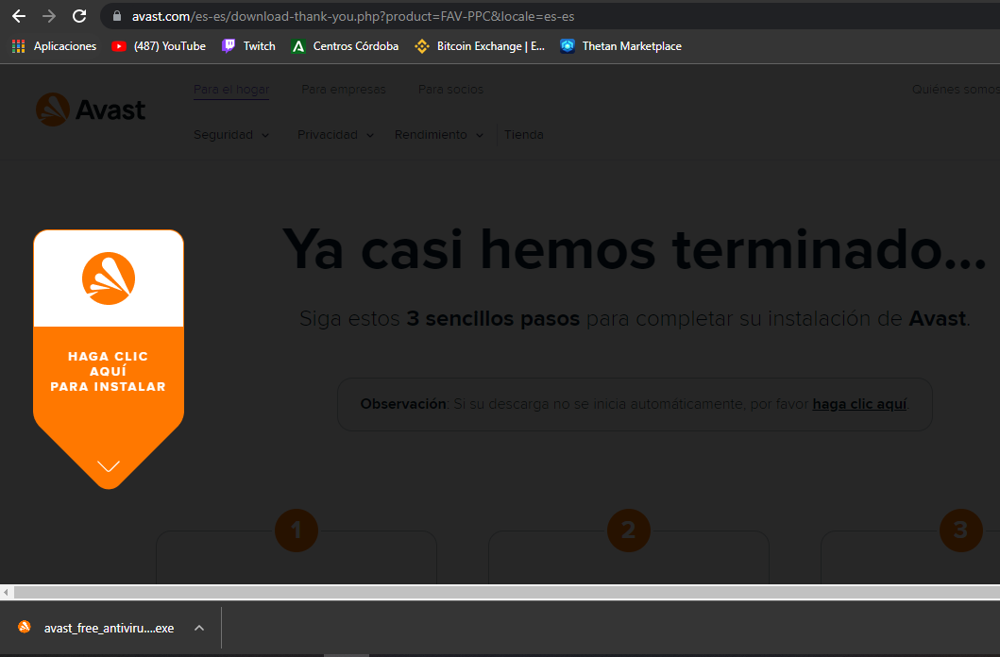 avast.com/es-es/download-thank-you.php?product=FAV-PPC&locale=es-es
Aplicaciones (487) YouTube Twitch Centros Córdoba Bitcoin Exchange | E... Thetan Marketplace
Para el hogar Para empresas Para socios Quiénes somos
Avast
Seguridad Privacidad Rendimiento Tienda
Ya casi hemos terminado...
Siga estos 3 sencillos pasos para completar su instalación de Avast.
HAGA CLIC
AQUÍ
PARA INSTALAR
Observación: Si su descarga no se inicia automáticamente, por favor haga clic aquí.
1 2 3
avast_free_antiviru....exe